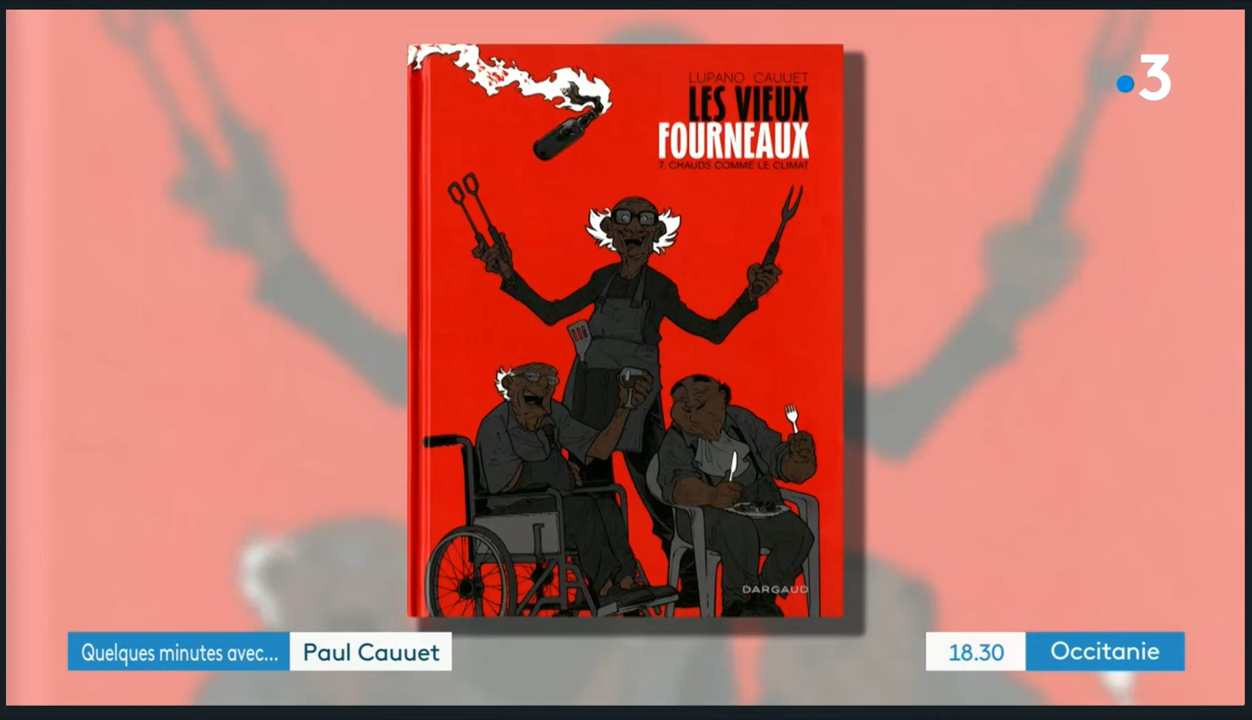 3
LUPANO CAUUET
LES VIEUX
FOURNEAUX
7. CHAUDS COMME LE CLIMAT
DARGAUD
Quelques minutes avec... Paul Cauuet
18.30 Occitanie